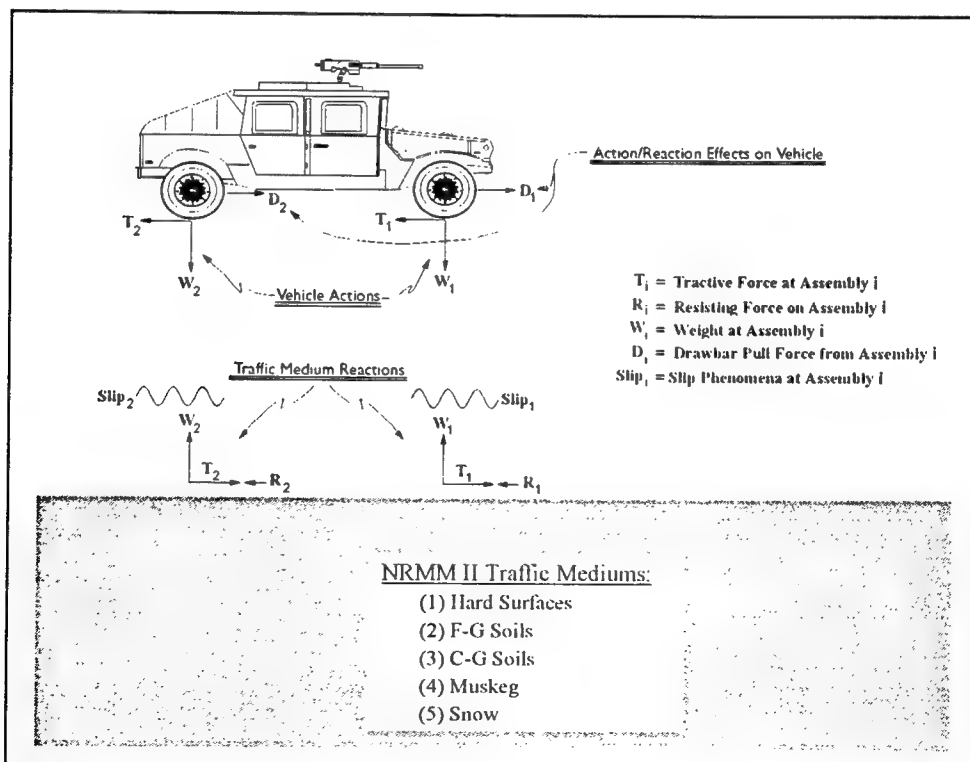 Action/Reaction Effects on Vehicle
D₂
D₁
T₂
T₁
W₂
W₁
Vehicle Actions
Tᵢ = Tractive Force at Assembly i
Rᵢ = Resisting Force on Assembly i
Wᵢ = Weight at Assembly i
Dᵢ = Drawbar Pull Force from Assembly i
Slipᵢ = Slip Phenomena at Assembly i
Traffic Medium Reactions
Slip₂
Slip₁
W₂
W₁
T₂
R₂
T₁
R₁
NRMM II Traffic Mediums:
(1) Hard Surfaces
(2) F-G Soils
(3) C-G Soils
(4) Muskeg
(5) Snow